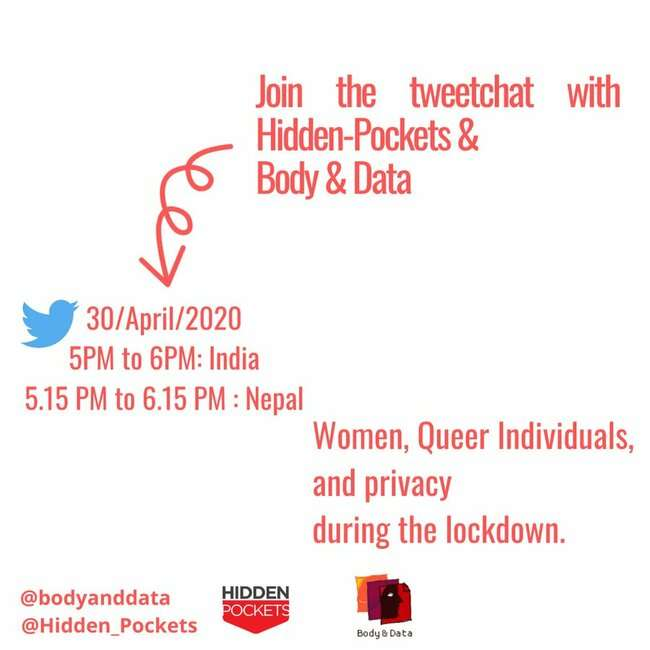 Join the tweetchat with
Hidden-Pockets &
Body & Data
30/April/2020
5PM to 6PM: India
5.15 PM to 6.15 PM : Nepal
Women, Queer Individuals,
and privacy
during the lockdown.
@bodyanddata
@Hidden_Pockets
HIDDEN
POCKETS
Body & Data